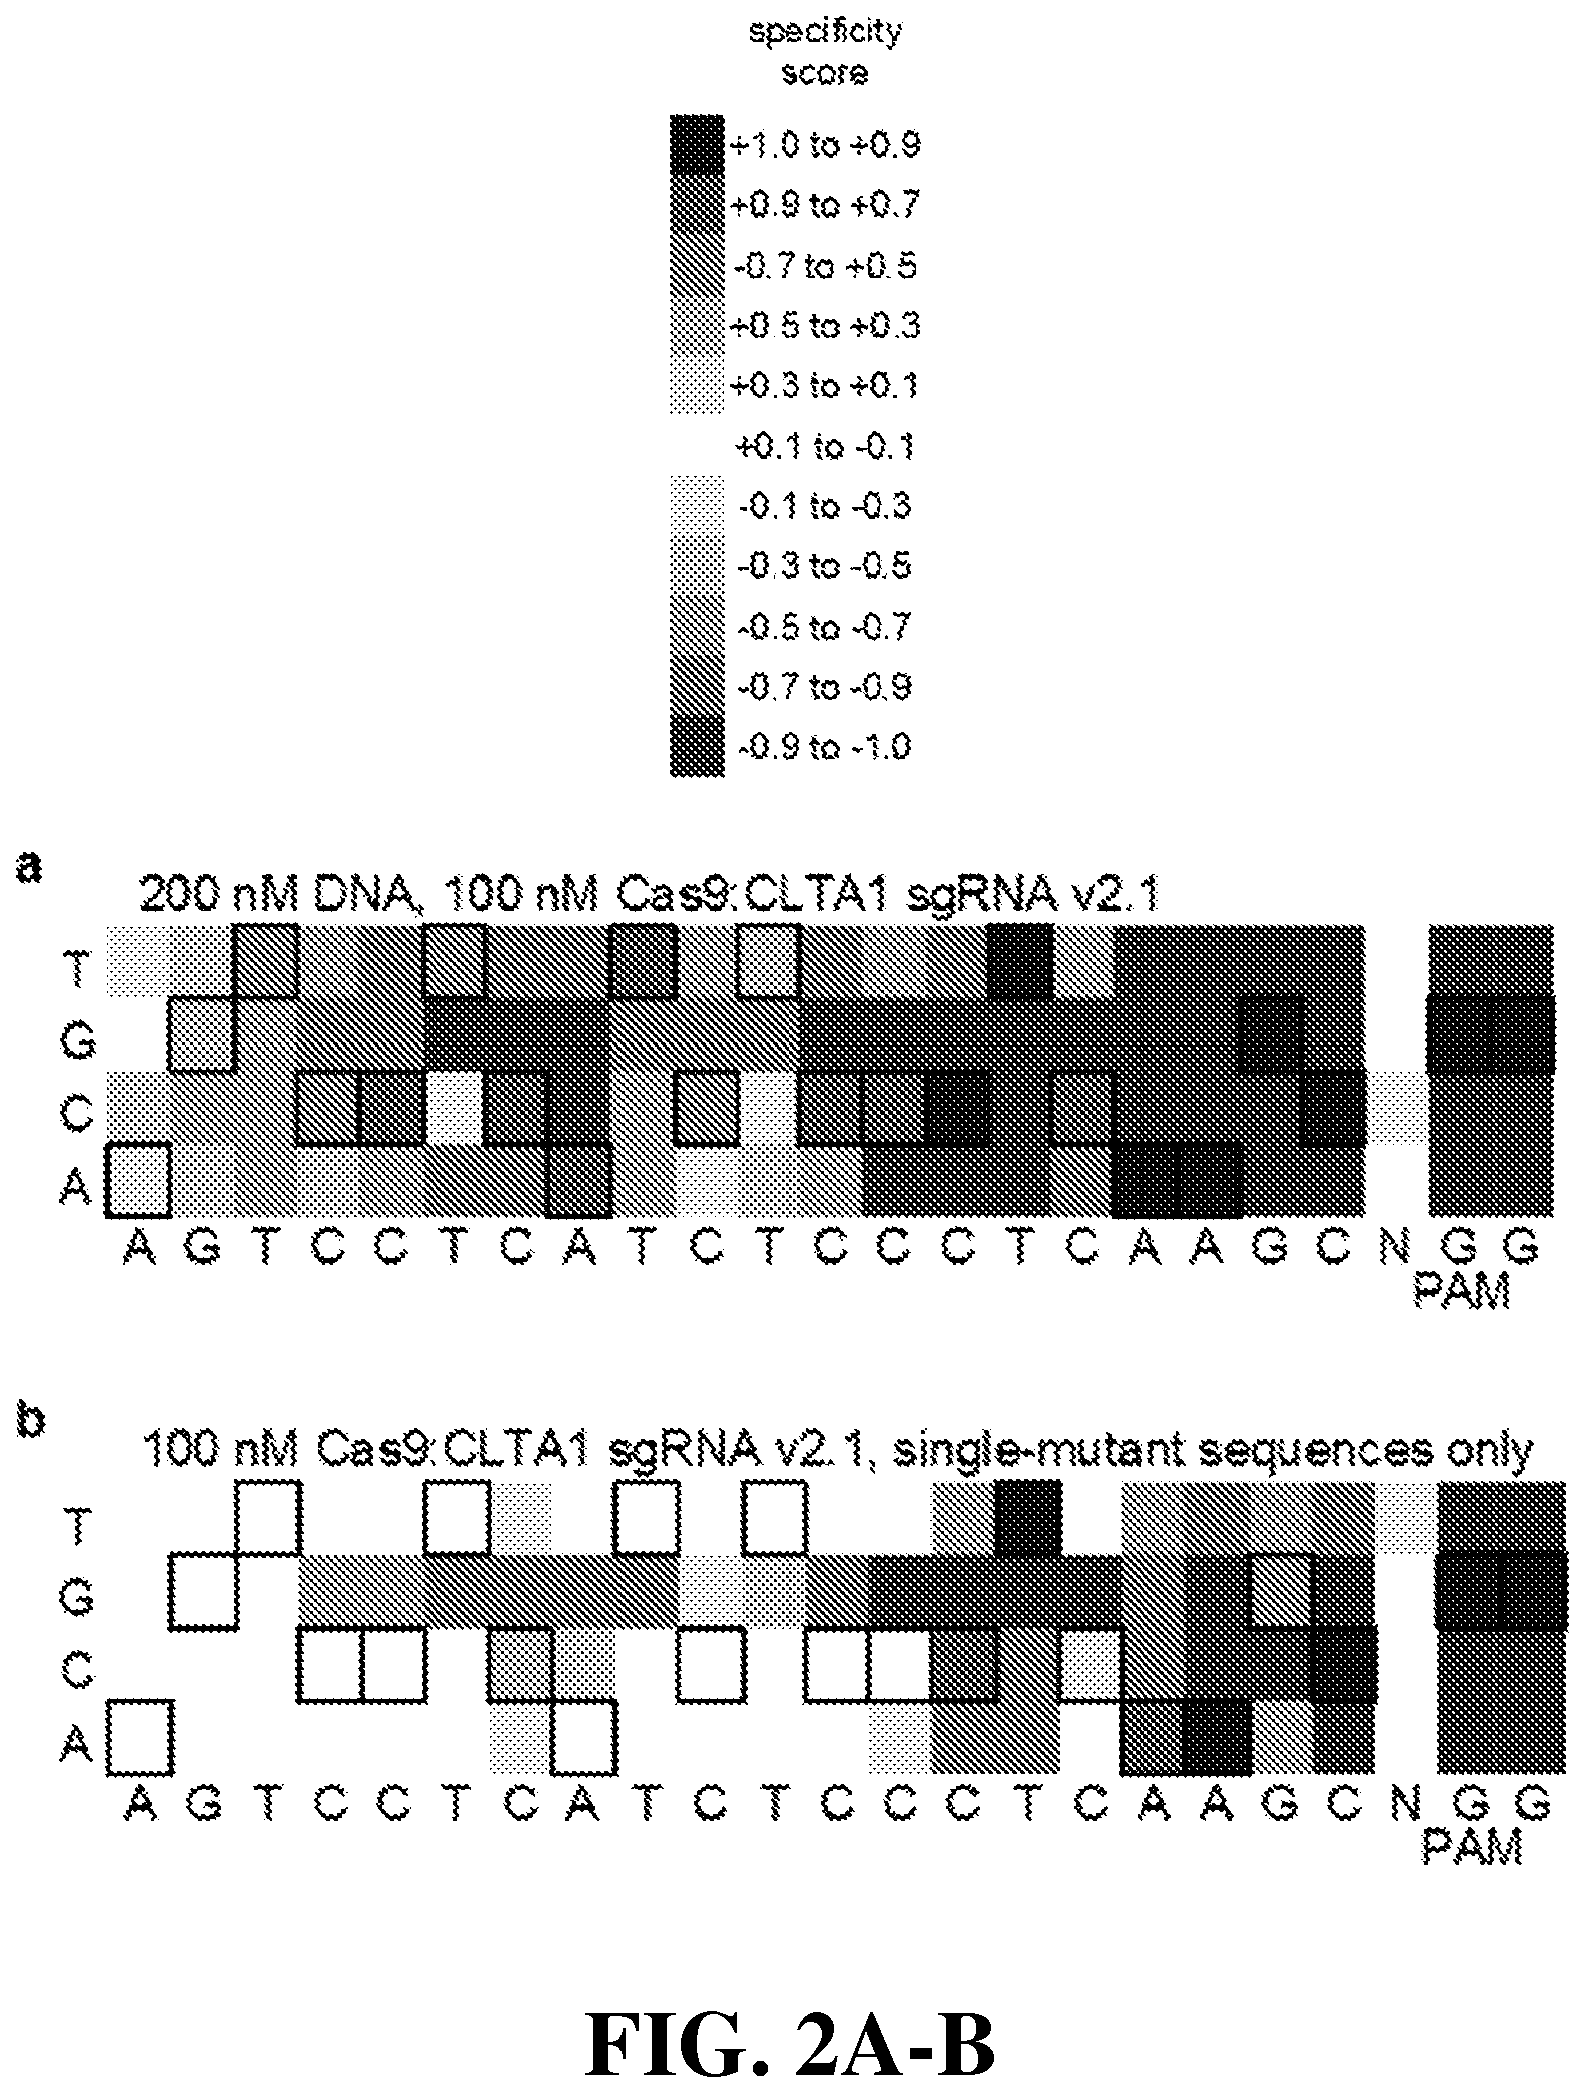 specificity
score
+1.0 to +0.9
+0.9 to +0.7
-0.7 to +0.5
+0.5 to +0.3
+0.3 to +0.1
+0.1 to -0.1
-0.1 to -0.3
-0.3 to -0.5
-0.5 to -0.7
-0.7 to -0.9
-0.9 to -1.0
a
200 nM DNA, 100 nM Cas9:CLTA1 sgRNA v2.1
T
G
C
A
A G T C C T C A T C T C C C T C A A G C N G G
PAM
b
100 nM Cas9:CLTA1 sgRNA v2.1, single-mutant sequences only
T
G
C
A
A G T C C T C A T C T C C C T C A A G C N G G
PAM
FIG. 2A-B